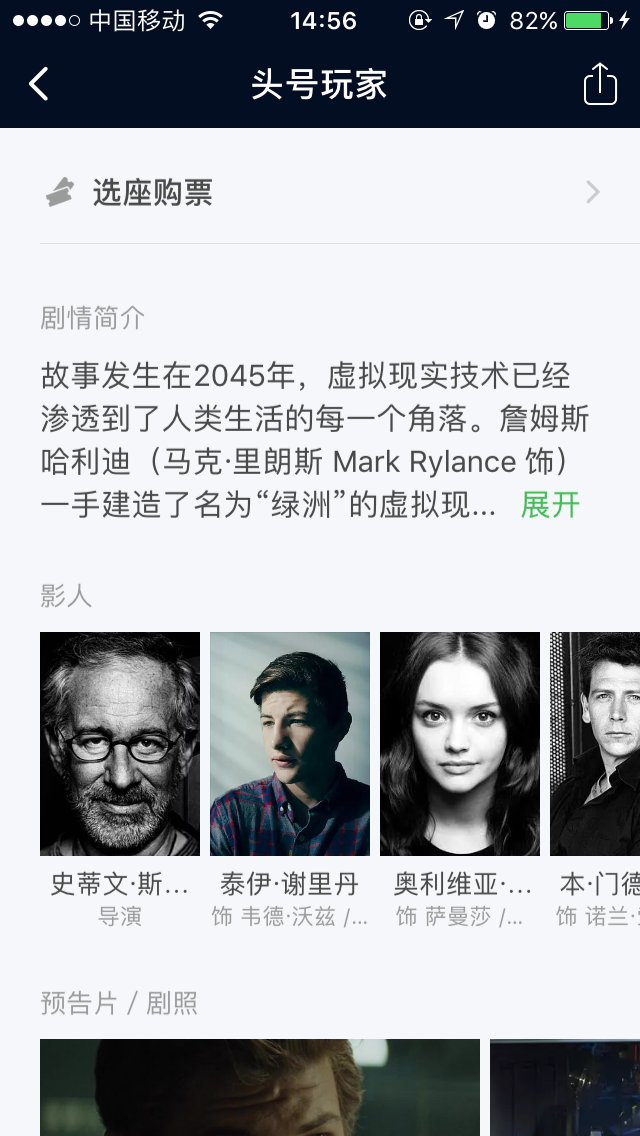 中国移动 14:56 82%
头号玩家
选座购票
剧情简介
故事发生在2045年，虚拟现实技术已经
渗透到了人类生活的每一个角落。詹姆斯
哈利迪（马克·里朗斯 Mark Rylance 饰）
一手建造了名为“绿洲”的虚拟现... 展开
影人
史蒂文·斯... 泰伊·谢里丹 奥利维亚·... 本·门德
导演 饰 韦德·沃兹 /... 饰 萨曼莎 /... 饰 诺兰·
预告片 / 剧照